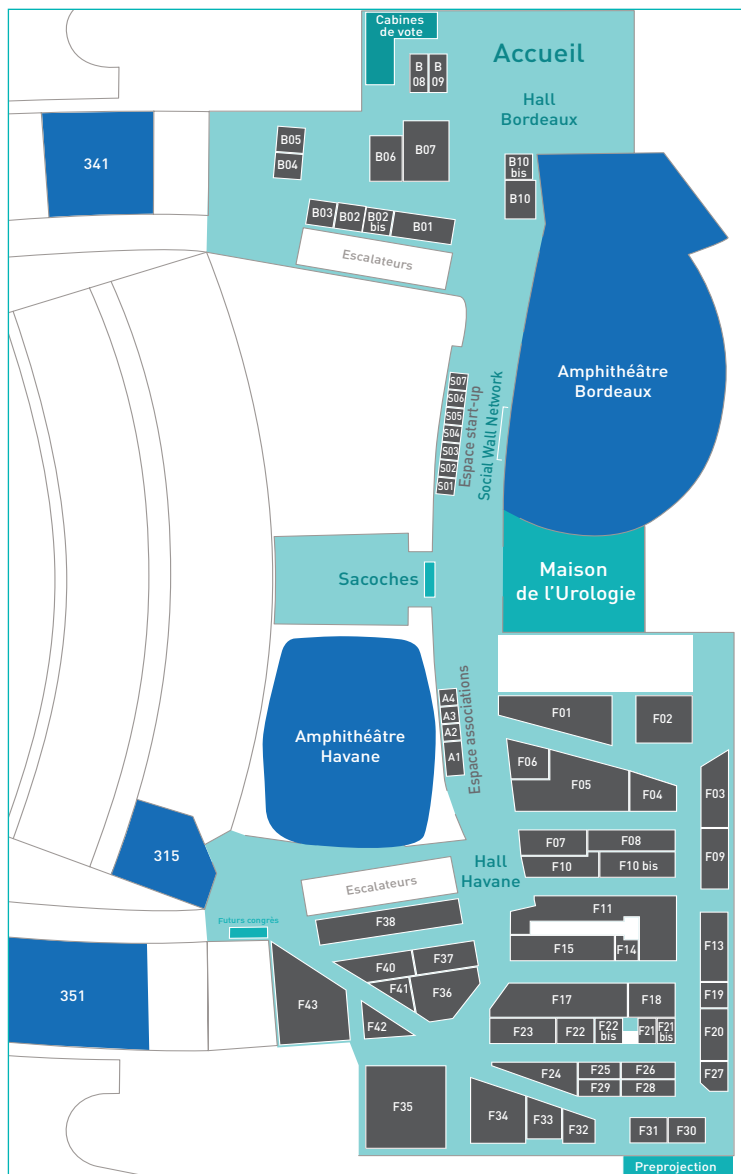 Cabines
de vote
Accueil
B
08
B
09
Hall
Bordeaux
341
B05
B04
B06
B07
B10
bis
B10
B03
B02
B02
bis
B01
Escalateurs
Amphithéâtre
Bordeaux
S07
S06
S05
S04
S03
S02
S01
Espace start-up
Social Wall Network
Sacoches
Maison
de l'Urologie
A4
A3
A2
A1
Espace associations
Amphithéâtre
Havane
F01
F02
F06
F05
F04
F03
F07
F08
F10
F10 bis
F09
315
Hall
Havane
Escalateurs
Futurs congrès
F38
F11
F15
F14
F13
F40
F37
F41
F36
F42
F43
351
F17
F18
F19
F23
F22
F22
bis
F21
F21
bis
F20
F24
F25
F26
F29
F28
F27
F35
F34
F33
F32
F31
F30
Preprojection